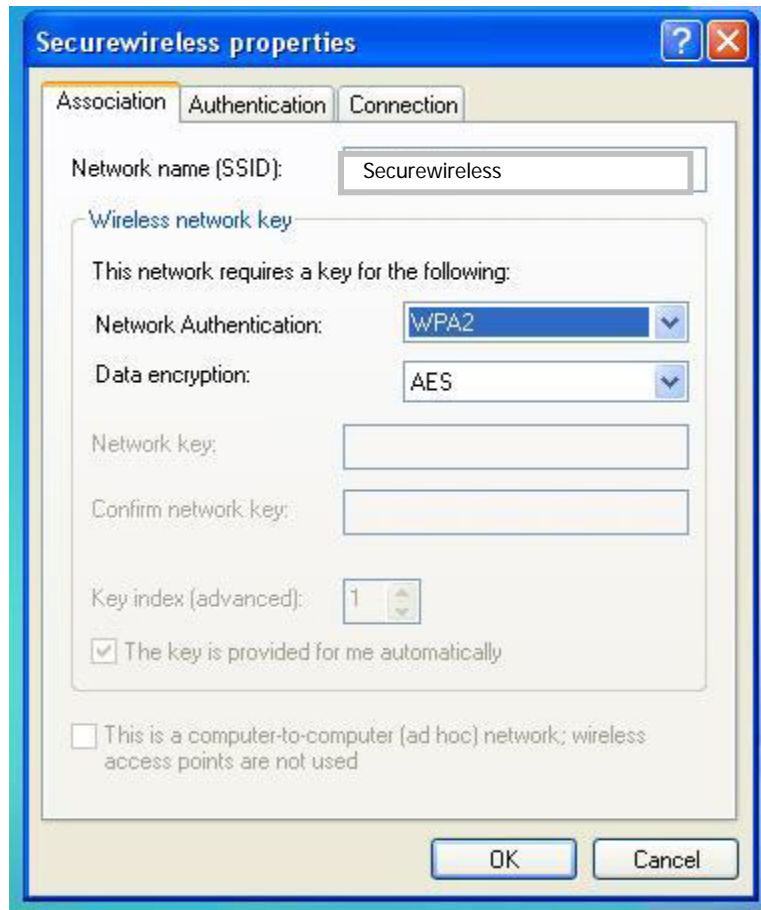 Securewireless properties
Association Authentication Connection
Network name (SSID): Securewireless
Wireless network key
This network requires a key for the following:
Network Authentication: WPA2
Data encryption: AES
Network key:
Confirm network key:
Key index (advanced): 1
The key is provided for me automatically
This is a computer-to-computer (ad hoc) network; wireless
access points are not used
OK Cancel